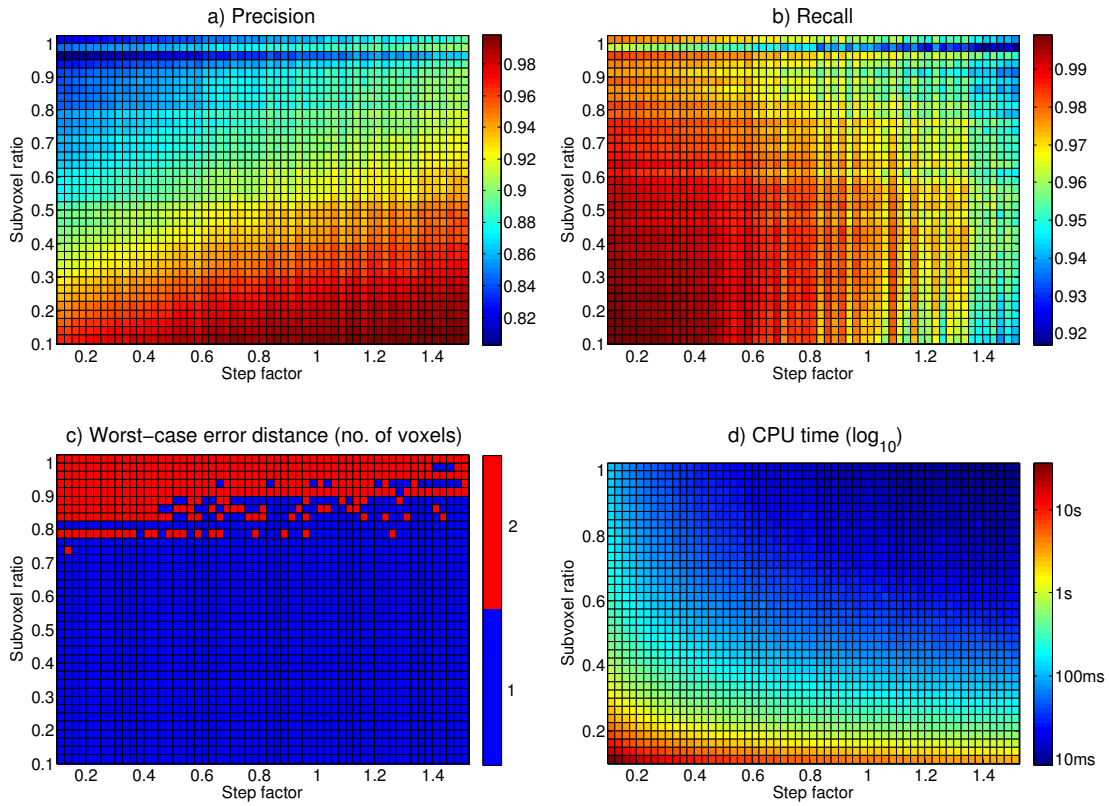 a) Precision
1
0.9
0.8
0.7
0.6
0.5
0.4
0.3
0.2
0.1
Subvoxel ratio
0.2 0.4 0.6 0.8 1 1.2 1.4
Step factor
0.98
0.96
0.94
0.92
0.9
0.88
0.86
0.84
0.82
b) Recall
1
0.9
0.8
0.7
0.6
0.5
0.4
0.3
0.2
0.1
Subvoxel ratio
0.2 0.4 0.6 0.8 1 1.2 1.4
Step factor
0.99
0.98
0.97
0.96
0.95
0.94
0.93
0.92
c) Worst−case error distance (no. of voxels)
1
0.9
0.8
0.7
0.6
0.5
0.4
0.3
0.2
0.1
Subvoxel ratio
0.2 0.4 0.6 0.8 1 1.2 1.4
Step factor
2
1
d) CPU time (log10)
1
0.8
0.6
0.4
0.2
Subvoxel ratio
0.2 0.4 0.6 0.8 1 1.2 1.4
Step factor
10s
1s
100ms
10ms